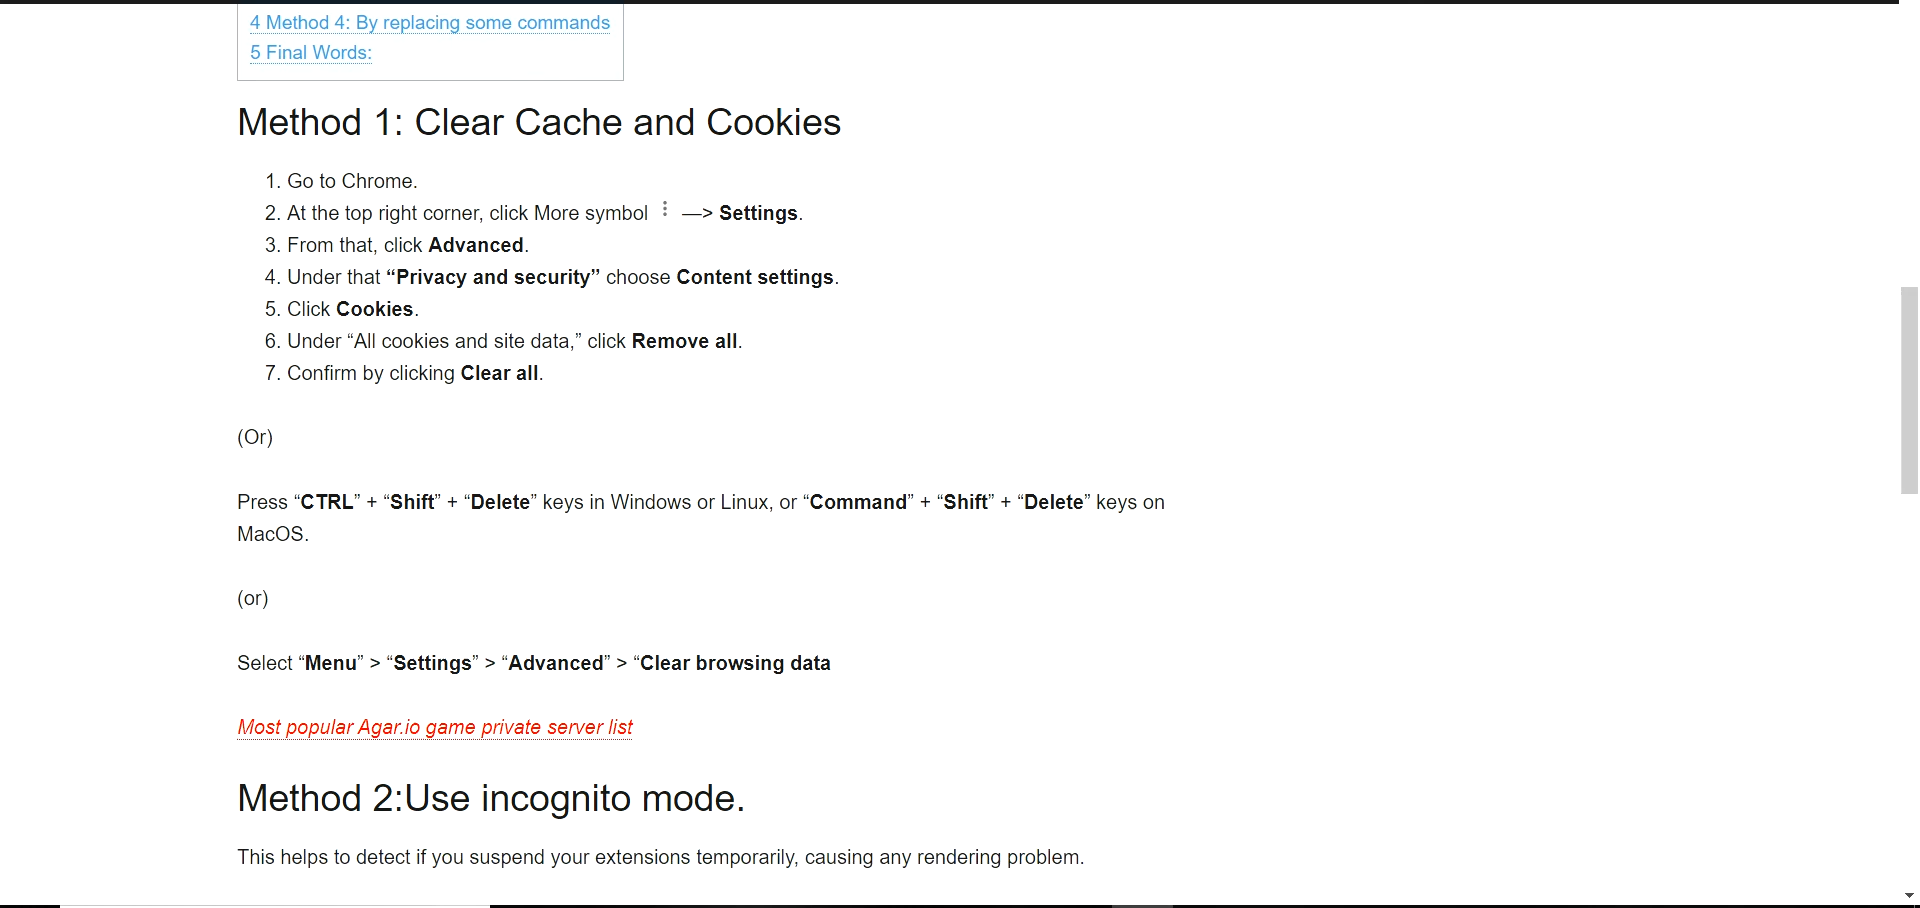 4 Method 4: By replacing some commands
5 Final Words:
Method 1: Clear Cache and Cookies
1. Go to Chrome.
2. At the top right corner, click More symbol ⋮ —> Settings.
3. From that, click Advanced.
4. Under that “Privacy and security” choose Content settings.
5. Click Cookies.
6. Under “All cookies and site data,” click Remove all.
7. Confirm by clicking Clear all.
(Or)
Press “CTRL” + “Shift” + “Delete” keys in Windows or Linux, or “Command” + “Shift” + “Delete” keys on
MacOS.
(or)
Select “Menu” > “Settings” > “Advanced” > “Clear browsing data
Most popular Agar.io game private server list
Method 2:Use incognito mode.
This helps to detect if you suspend your extensions temporarily, causing any rendering problem.